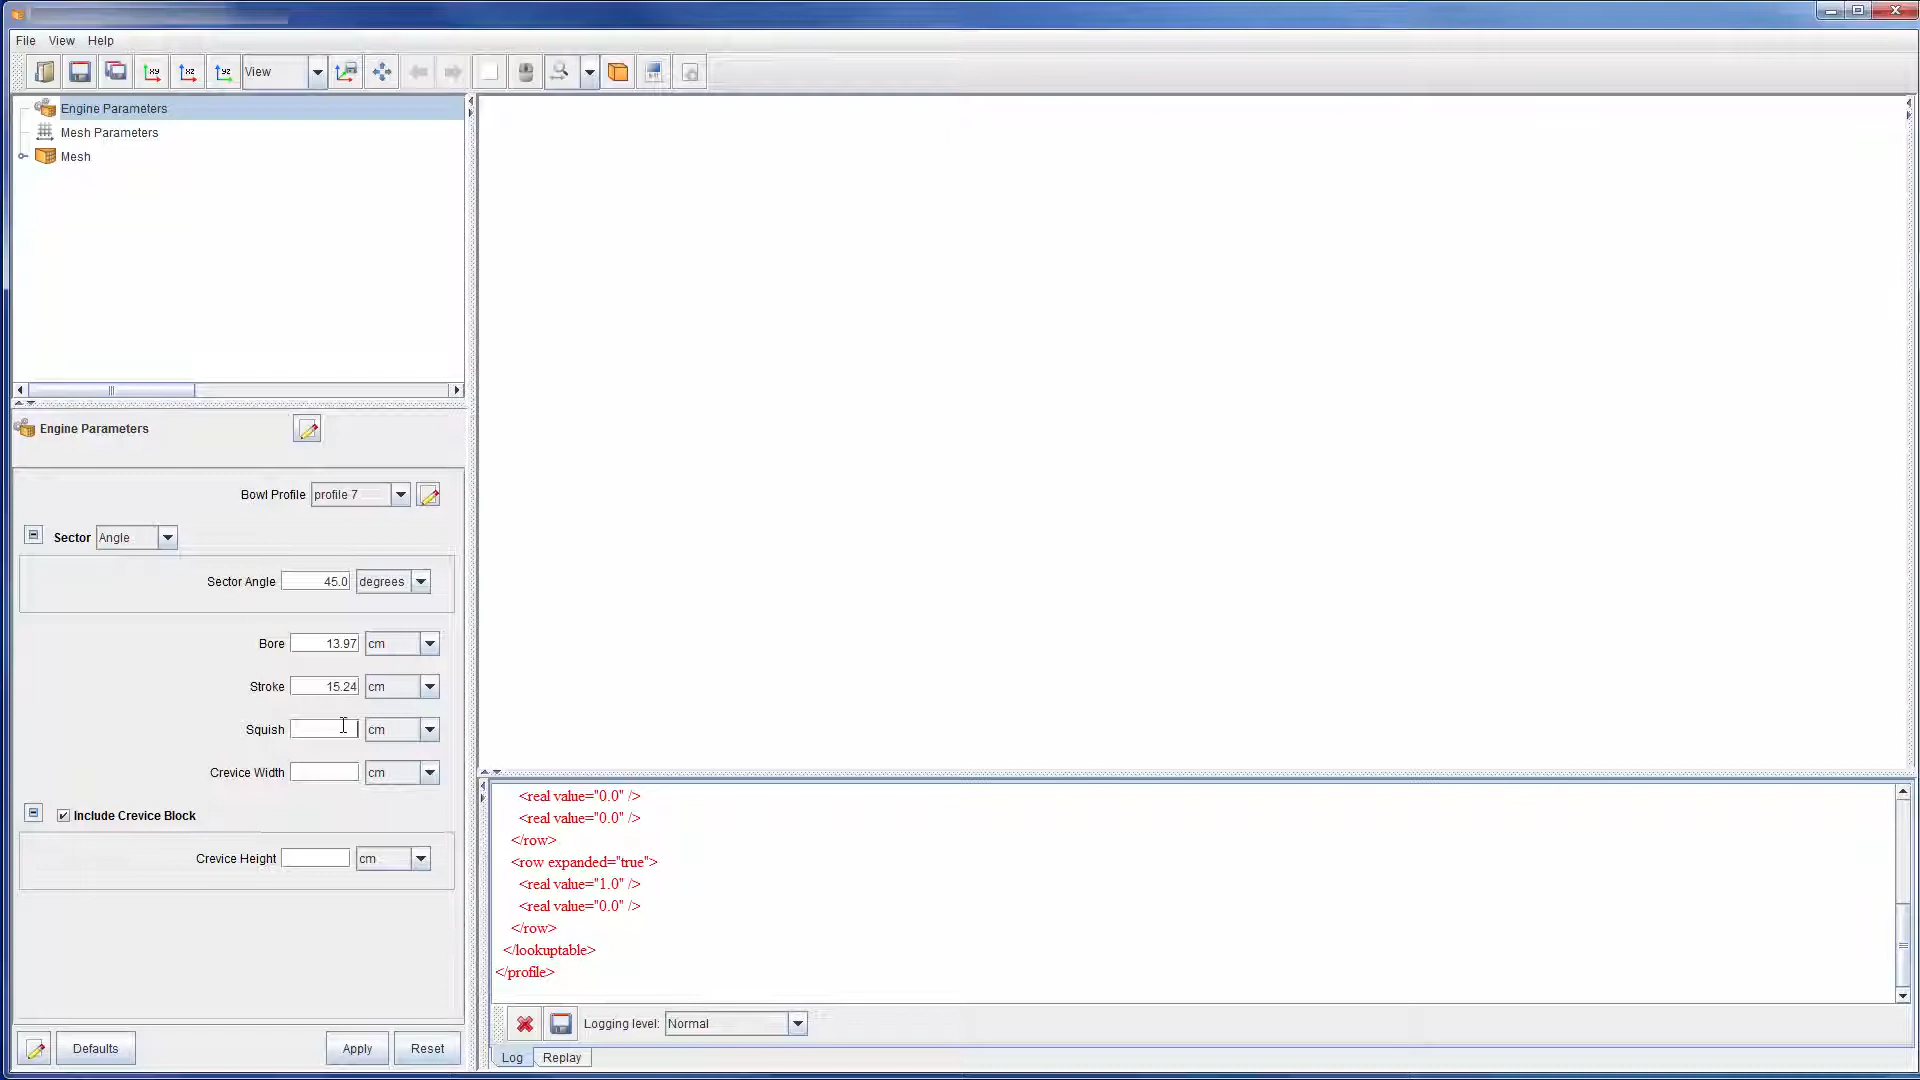 File View Help
xy xz yz View
Engine Parameters
Mesh Parameters
Mesh
Engine Parameters
Bowl Profile profile 7
Sector Angle
Sector Angle 45.0 degrees
Bore 13.97 cm
Stroke 15.24 cm
Squish cm
Crevice Width cm
Include Crevice Block
Crevice Height cm
Defaults Apply Reset
<real value="0.0" />
<real value="0.0" />
</row>
<row expanded="true">
<real value="1.0" />
<real value="0.0" />
</row>
</lookuptable>
</profile>
Logging level: Normal
Log Replay